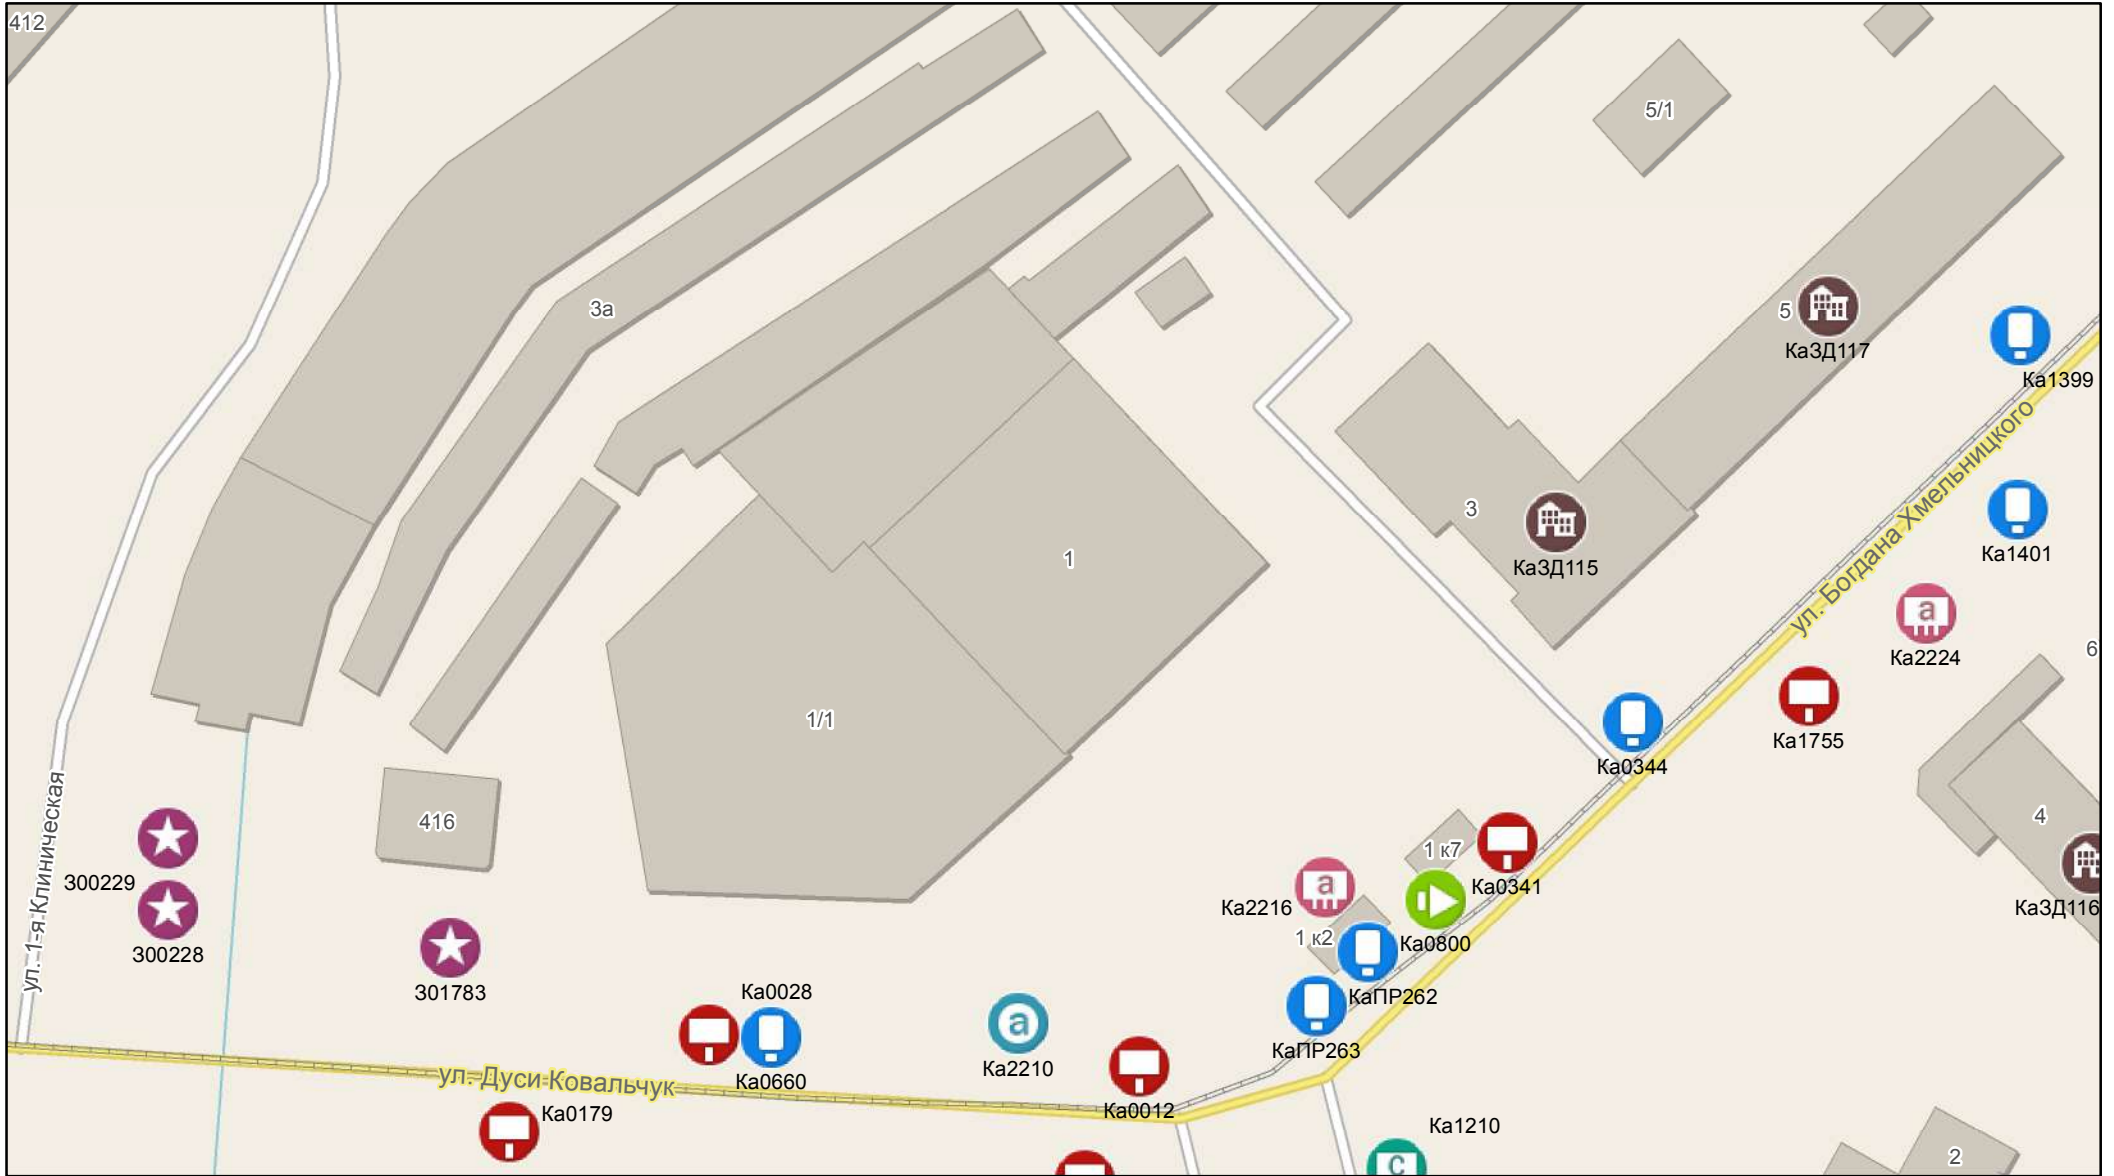 412
5/1
3а
5
КаЗД117
Ка1399
ул. Богдана Хмельницкого
3
КаЗД115
Ка1401
1
Ка2224
6
1/1
Ка1755
Ка0344
416
4
1 к7
300229
Ка0341
Ка2216
КаЗД116
ул. 1-я Клиническая
1 к2
Ка0800
300228
301783
Ка0028
КаПР262
a
a
a
КаПР263
Ка2210
ул. Дуси Ковальчук
Ка0660
Ка0179
Ка0012
Ка1210
2
c